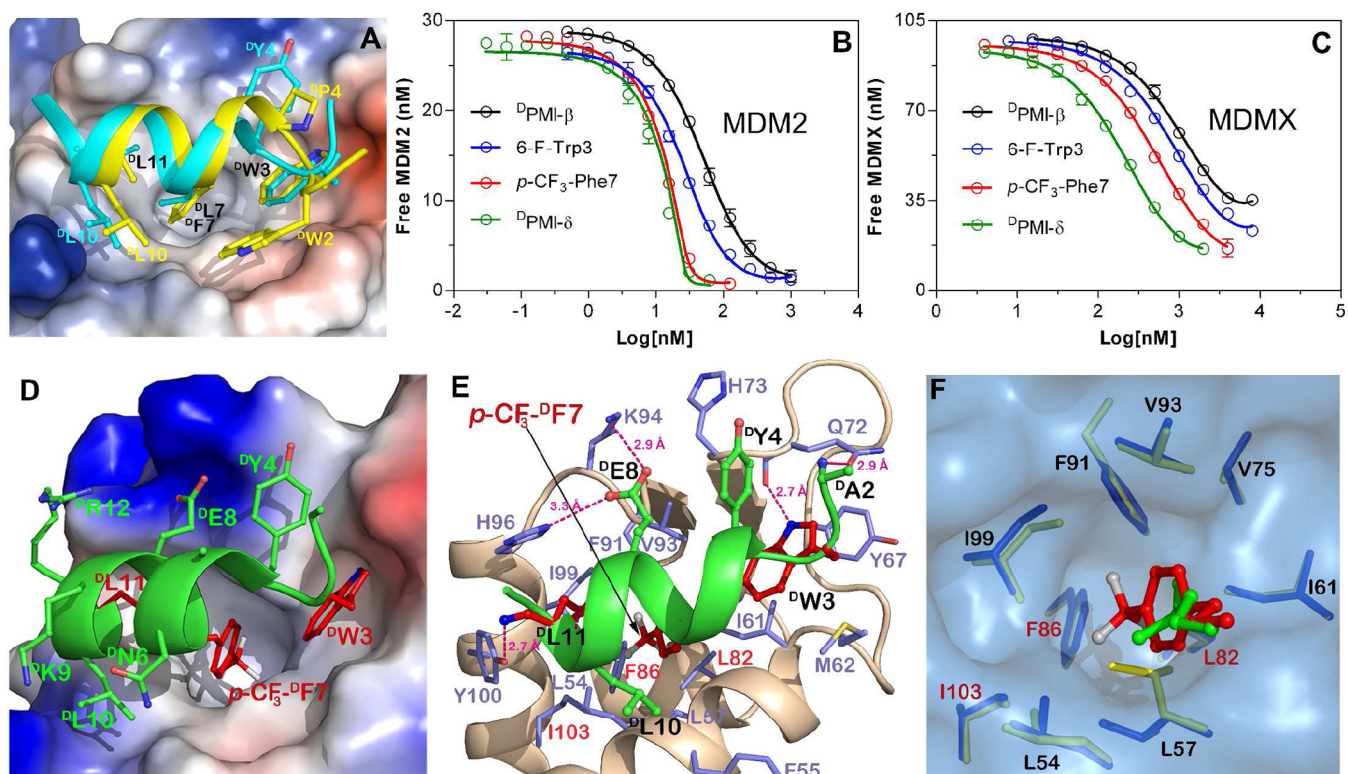 A
ᴰY4
ᴰP4
ᴰL11
ᴰW3
ᴰL7
ᴰF7
ᴰL10
ᴰL10
ᴰW2
B
MDM2
30
20
10
0
Free MDM2 (nM)
ᴰPMI-β
6-F-Trp3
p-CF₃-Phe7
ᴰPMI-δ
-2 -1 0 1 2 3 4
Log[nM]
C
MDMX
105
70
35
0
Free MDMX (nM)
ᴰPMI-β
6-F-Trp3
p-CF₃-Phe7
ᴰPMI-δ
0 1 2 3 4 5
Log[nM]
D
ᴰY4
ᴰR12
ᴰE8
ᴰL11
ᴰW3
ᴰN6
ᴰK9
p-CF₃-ᴰF7
ᴰL10
E
H73
p-CF₃-ᴰF7
K94
Q72
ᴰY4
2.9 Å
ᴰE8
2.9 Å
ᴰA2
3.3 Å
2.7 Å
H96
F91
V93
Y67
I99
ᴰW3
ᴰL11
I61
2.7 Å
M62
F86
L82
Y100
L54
L57
ᴰL10
I103
F55
F
V93
F91
V75
I99
I61
F86
L82
I103
L57
L54